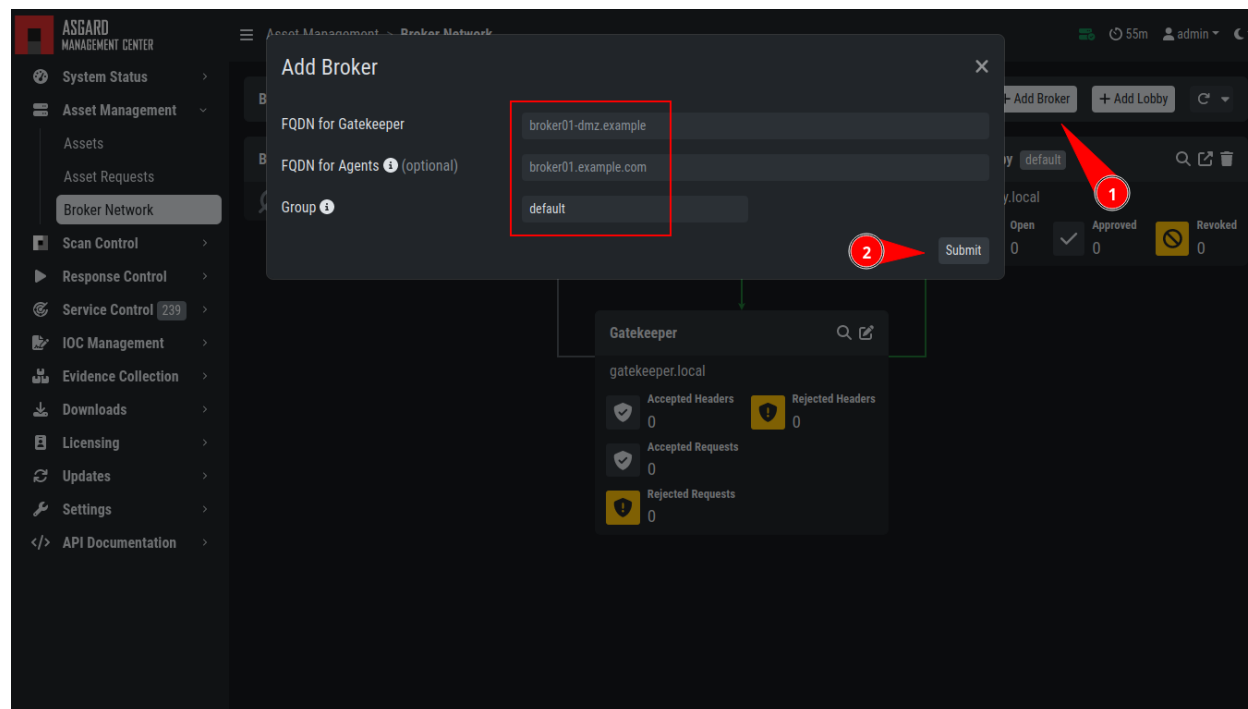 ASGARD
MANAGEMENT CENTER
Asset Management > Broker Network
55m
admin
System Status
Asset Management
Assets
Asset Requests
Broker Network
Scan Control
Response Control
Service Control 239
IOC Management
Evidence Collection
Downloads
Licensing
Updates
Settings
API Documentation
+ Add Broker
+ Add Lobby
Add Broker
FQDN for Gatekeeper
broker01-dmz.example
FQDN for Agents (optional)
broker01.example.com
Group
default
Submit
1
2
default
Open
0
Approved
0
Revoked
0
Gatekeeper
gatekeeper.local
Accepted Headers
0
Rejected Headers
0
Accepted Requests
0
Rejected Requests
0